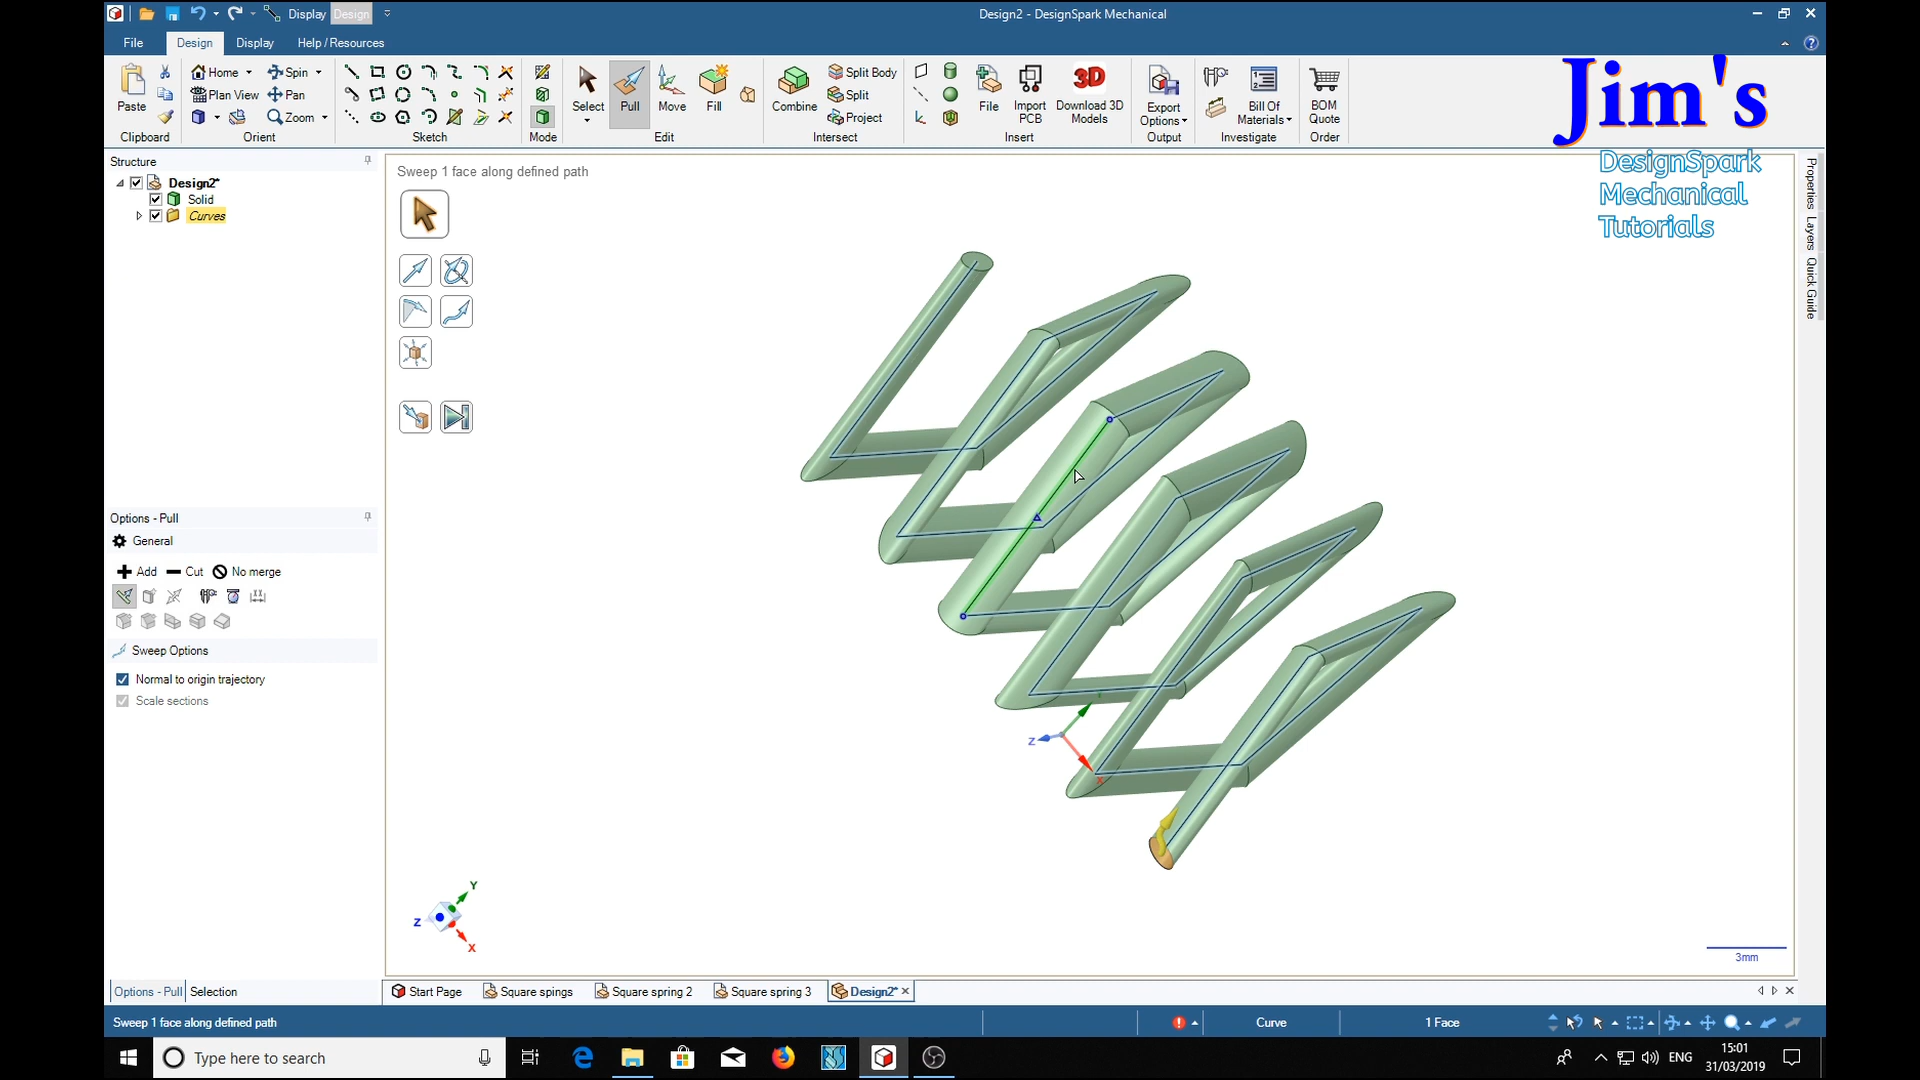 Display Design
Design2 - DesignSpark Mechanical
File Design Display Help / Resources
Paste
Home Spin
Plan View Pan
Zoom
Select Pull Move Fill
Combine
Split Body
Split
Project
File Import PCB Download 3D Models
3D
Export Options
Bill Of Materials
BOM Quote
Clipboard Orient Sketch Mode Edit Intersect Insert Output Investigate Order
Jim's
DesignSpark
Mechanical
Tutorials
Structure
Design2*
Solid
Curves
Sweep 1 face along defined path
Properties Layers Quick Guide
Options - Pull
General
Add Cut No merge
Sweep Options
Normal to origin trajectory
Scale sections
Z
X
Y
Z
X
3mm
Options - Pull Selection
Start Page Square spings Square spring 2 Square spring 3 Design2*
Sweep 1 face along defined path Curve 1 Face
Type here to search
ENG
15:01
31/03/2019